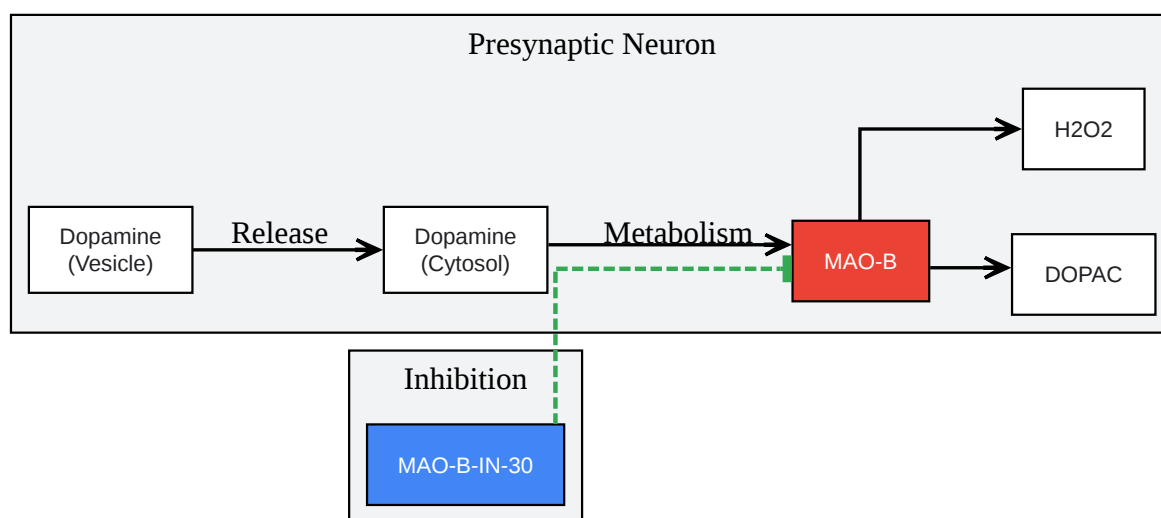 Presynaptic Neuron
H2O2
Dopamine
(Vesicle)
Release
Dopamine
(Cytosol)
Metabolism
MAO-B
DOPAC
Inhibition
MAO-B-IN-30